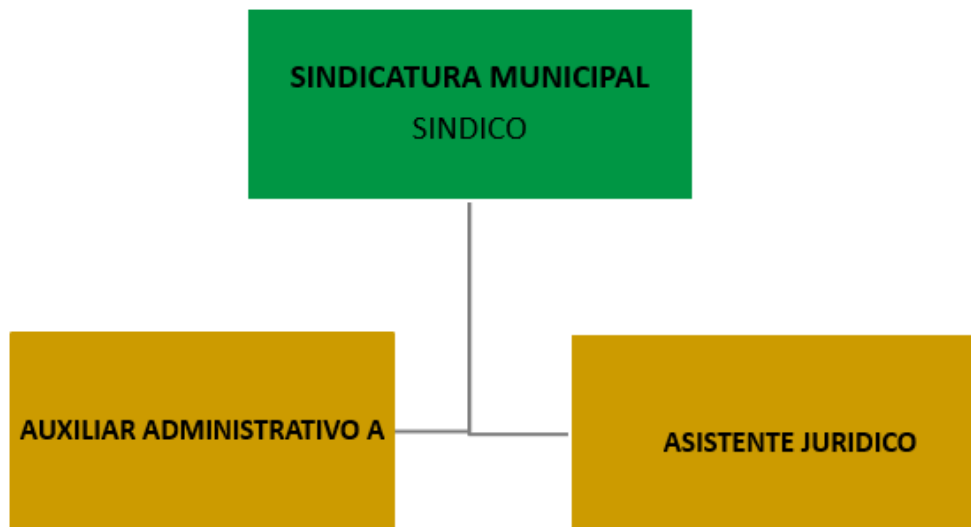 SINDICATURA MUNICIPAL
SINDICO
AUXILIAR ADMINISTRATIVO A
ASISTENTE JURIDICO